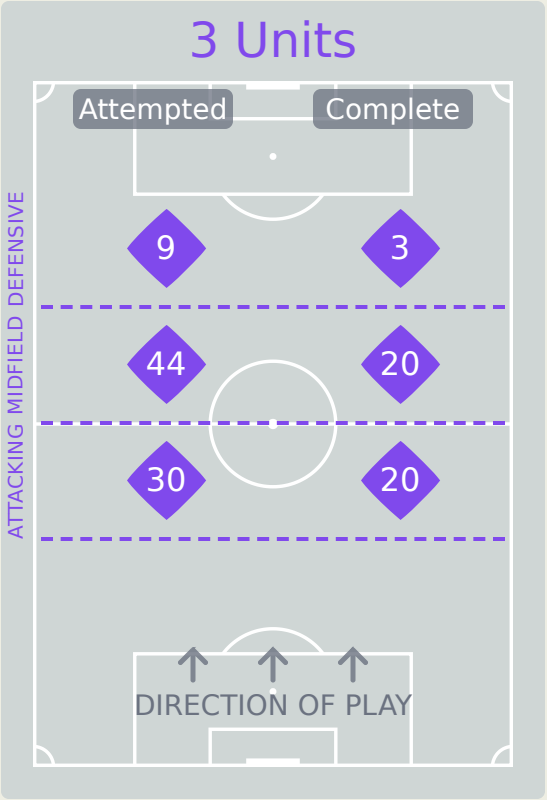 3 Units
Attempted Complete
ATTACKING MIDFIELD DEFENSIVE
9 3
44 20
30 20
DIRECTION OF PLAY